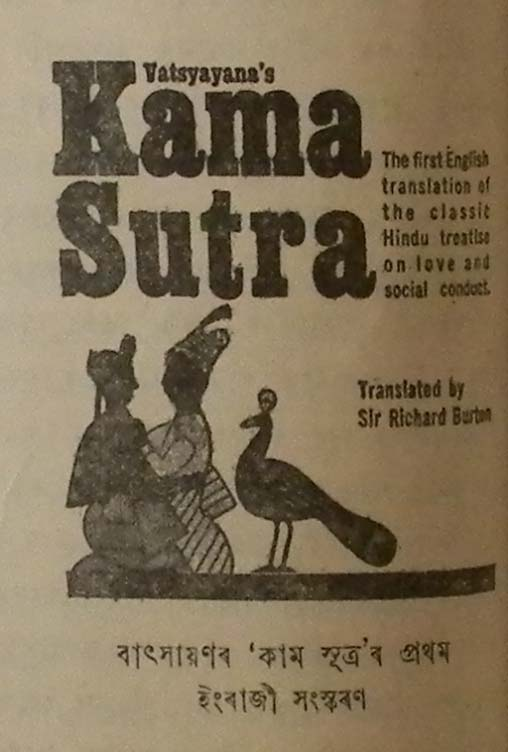 Vatsyayana's
Kama
Sutra
The first English
translation of
the classic
Hindu treatise
on love and
social conduct.
Translated by
Sir Richard Burton
বাৎসায়ণৰ ‘কাম সূত্ৰ’ৰ প্ৰথম
ইংৰাজী সংস্কৰণ